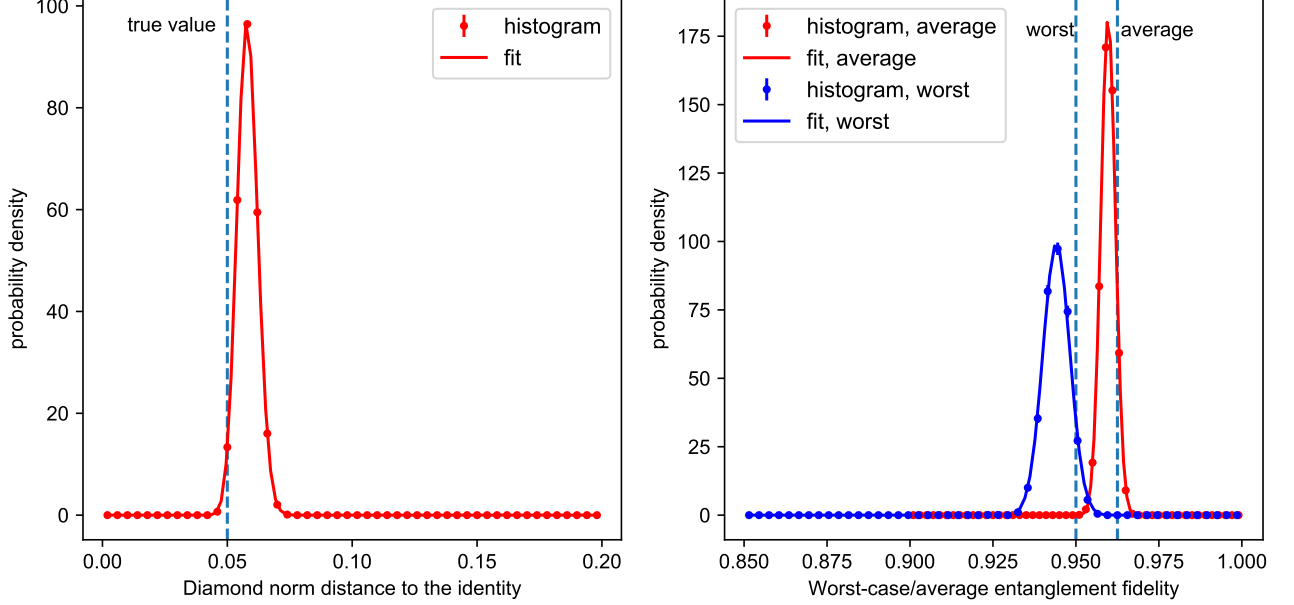 100
80
60
40
20
0
probability density
true value
histogram
fit
0.00 0.05 0.10 0.15 0.20
Diamond norm distance to the identity
175
150
125
100
75
50
25
0
probability density
histogram, average
fit, average
histogram, worst
fit, worst
worst average
0.850 0.875 0.900 0.925 0.950 0.975 1.000
Worst-case/average entanglement fidelity